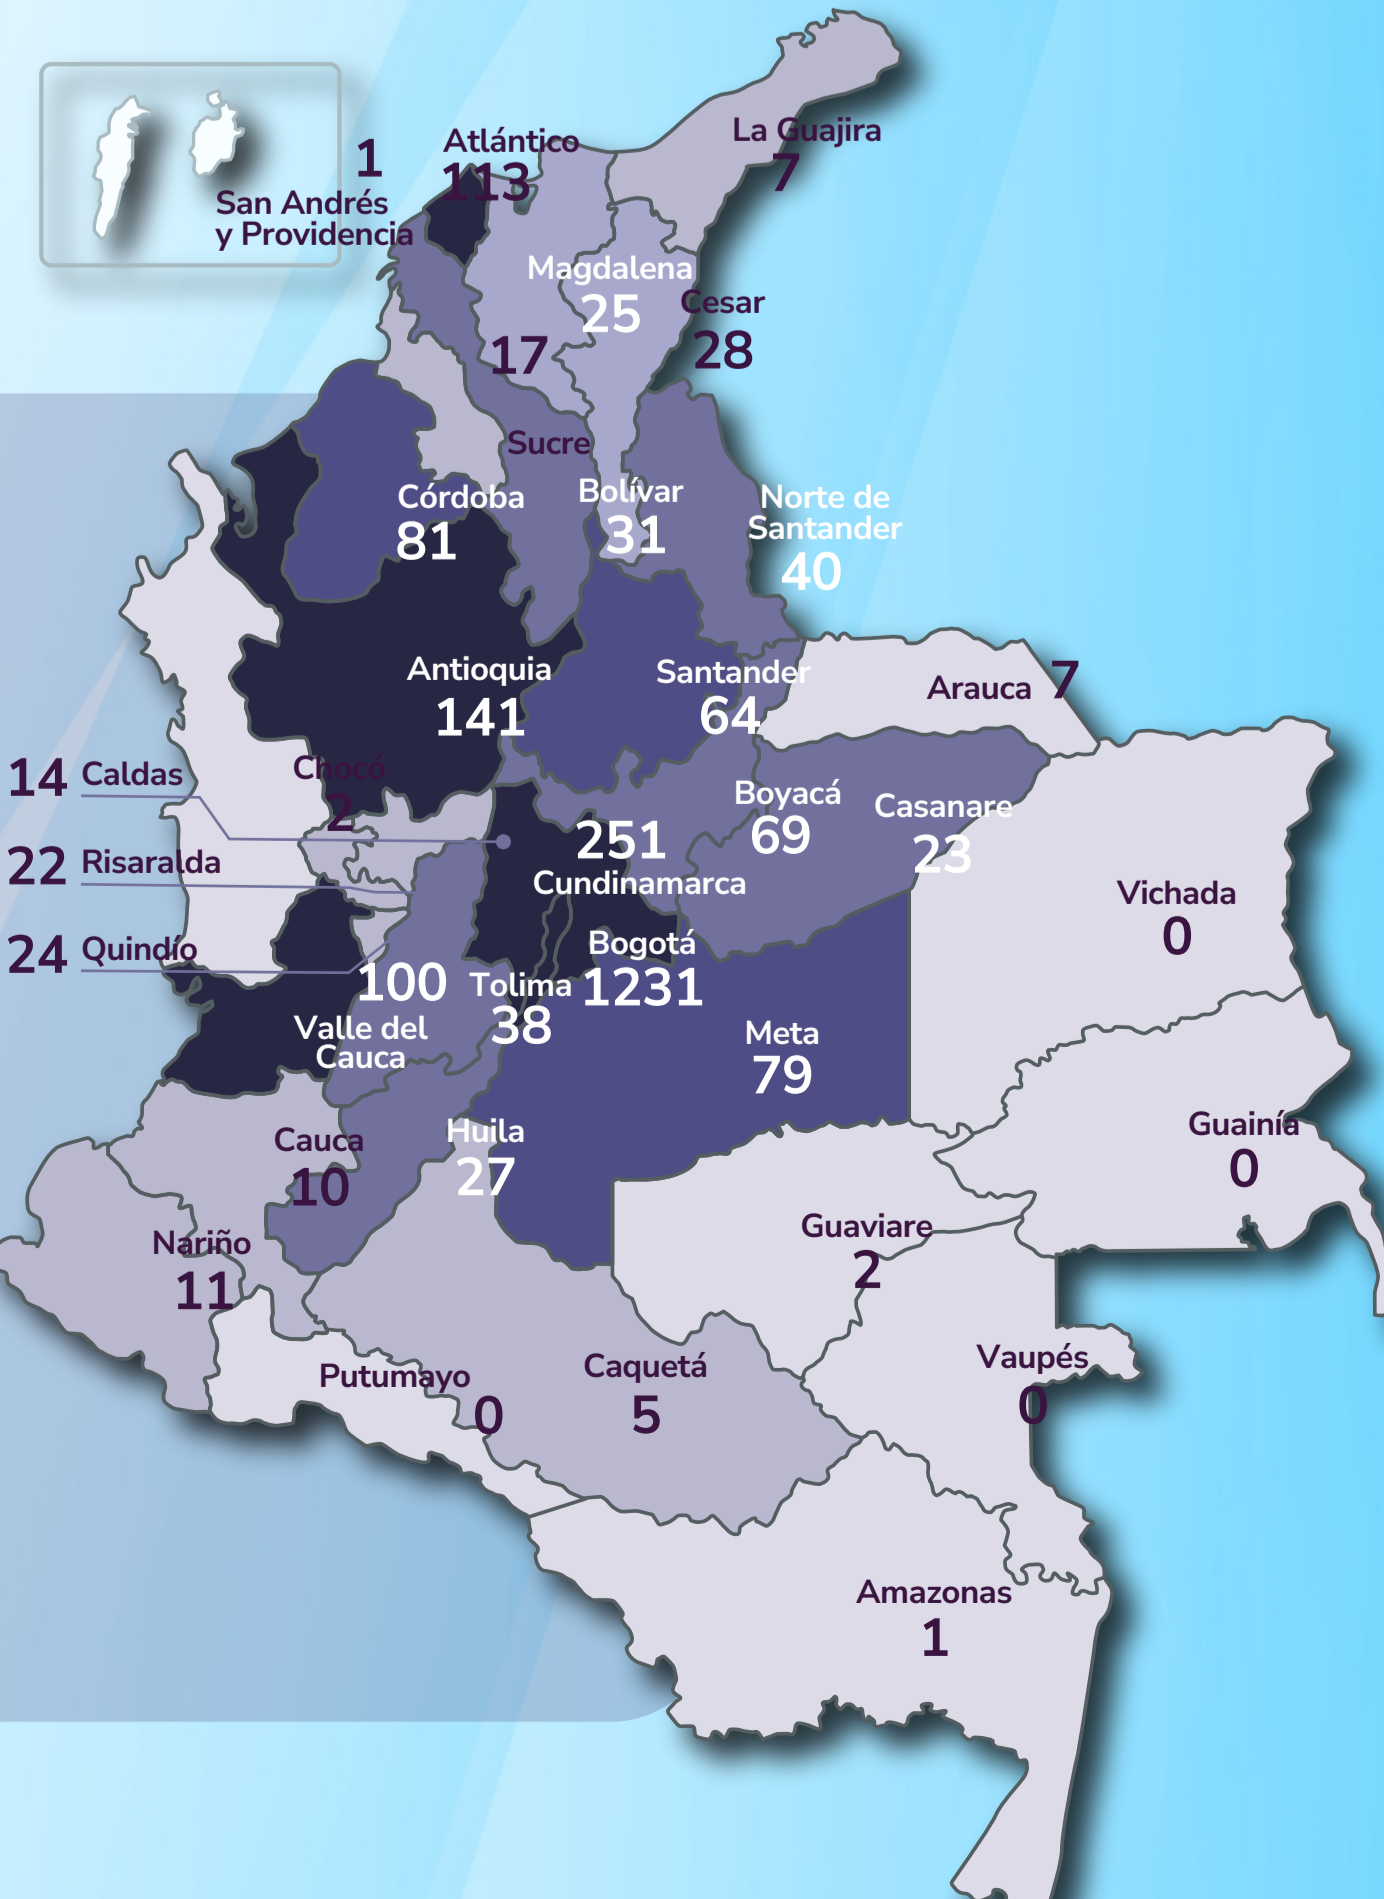 1
San Andrés
y Providencia
Atlántico
113
La Guajira
7
Magdalena
25
Cesar
28
17
Sucre
Córdoba
81
Bolívar
31
Norte de
Santander
40
Antioquia
141
Santander
64
Arauca 7
14 Caldas
Chocó
2
22 Risaralda
24 Quindío
251
Cundinamarca
Boyacá
69
Casanare
23
Vichada
0
Bogotá
1231
100
Valle del
Cauca
Tolima
38
Meta
79
Guainía
0
Cauca
10
Huila
27
Nariño
11
Guaviare
2
Putumayo
0
Caquetá
5
Vaupés
0
Amazonas
1